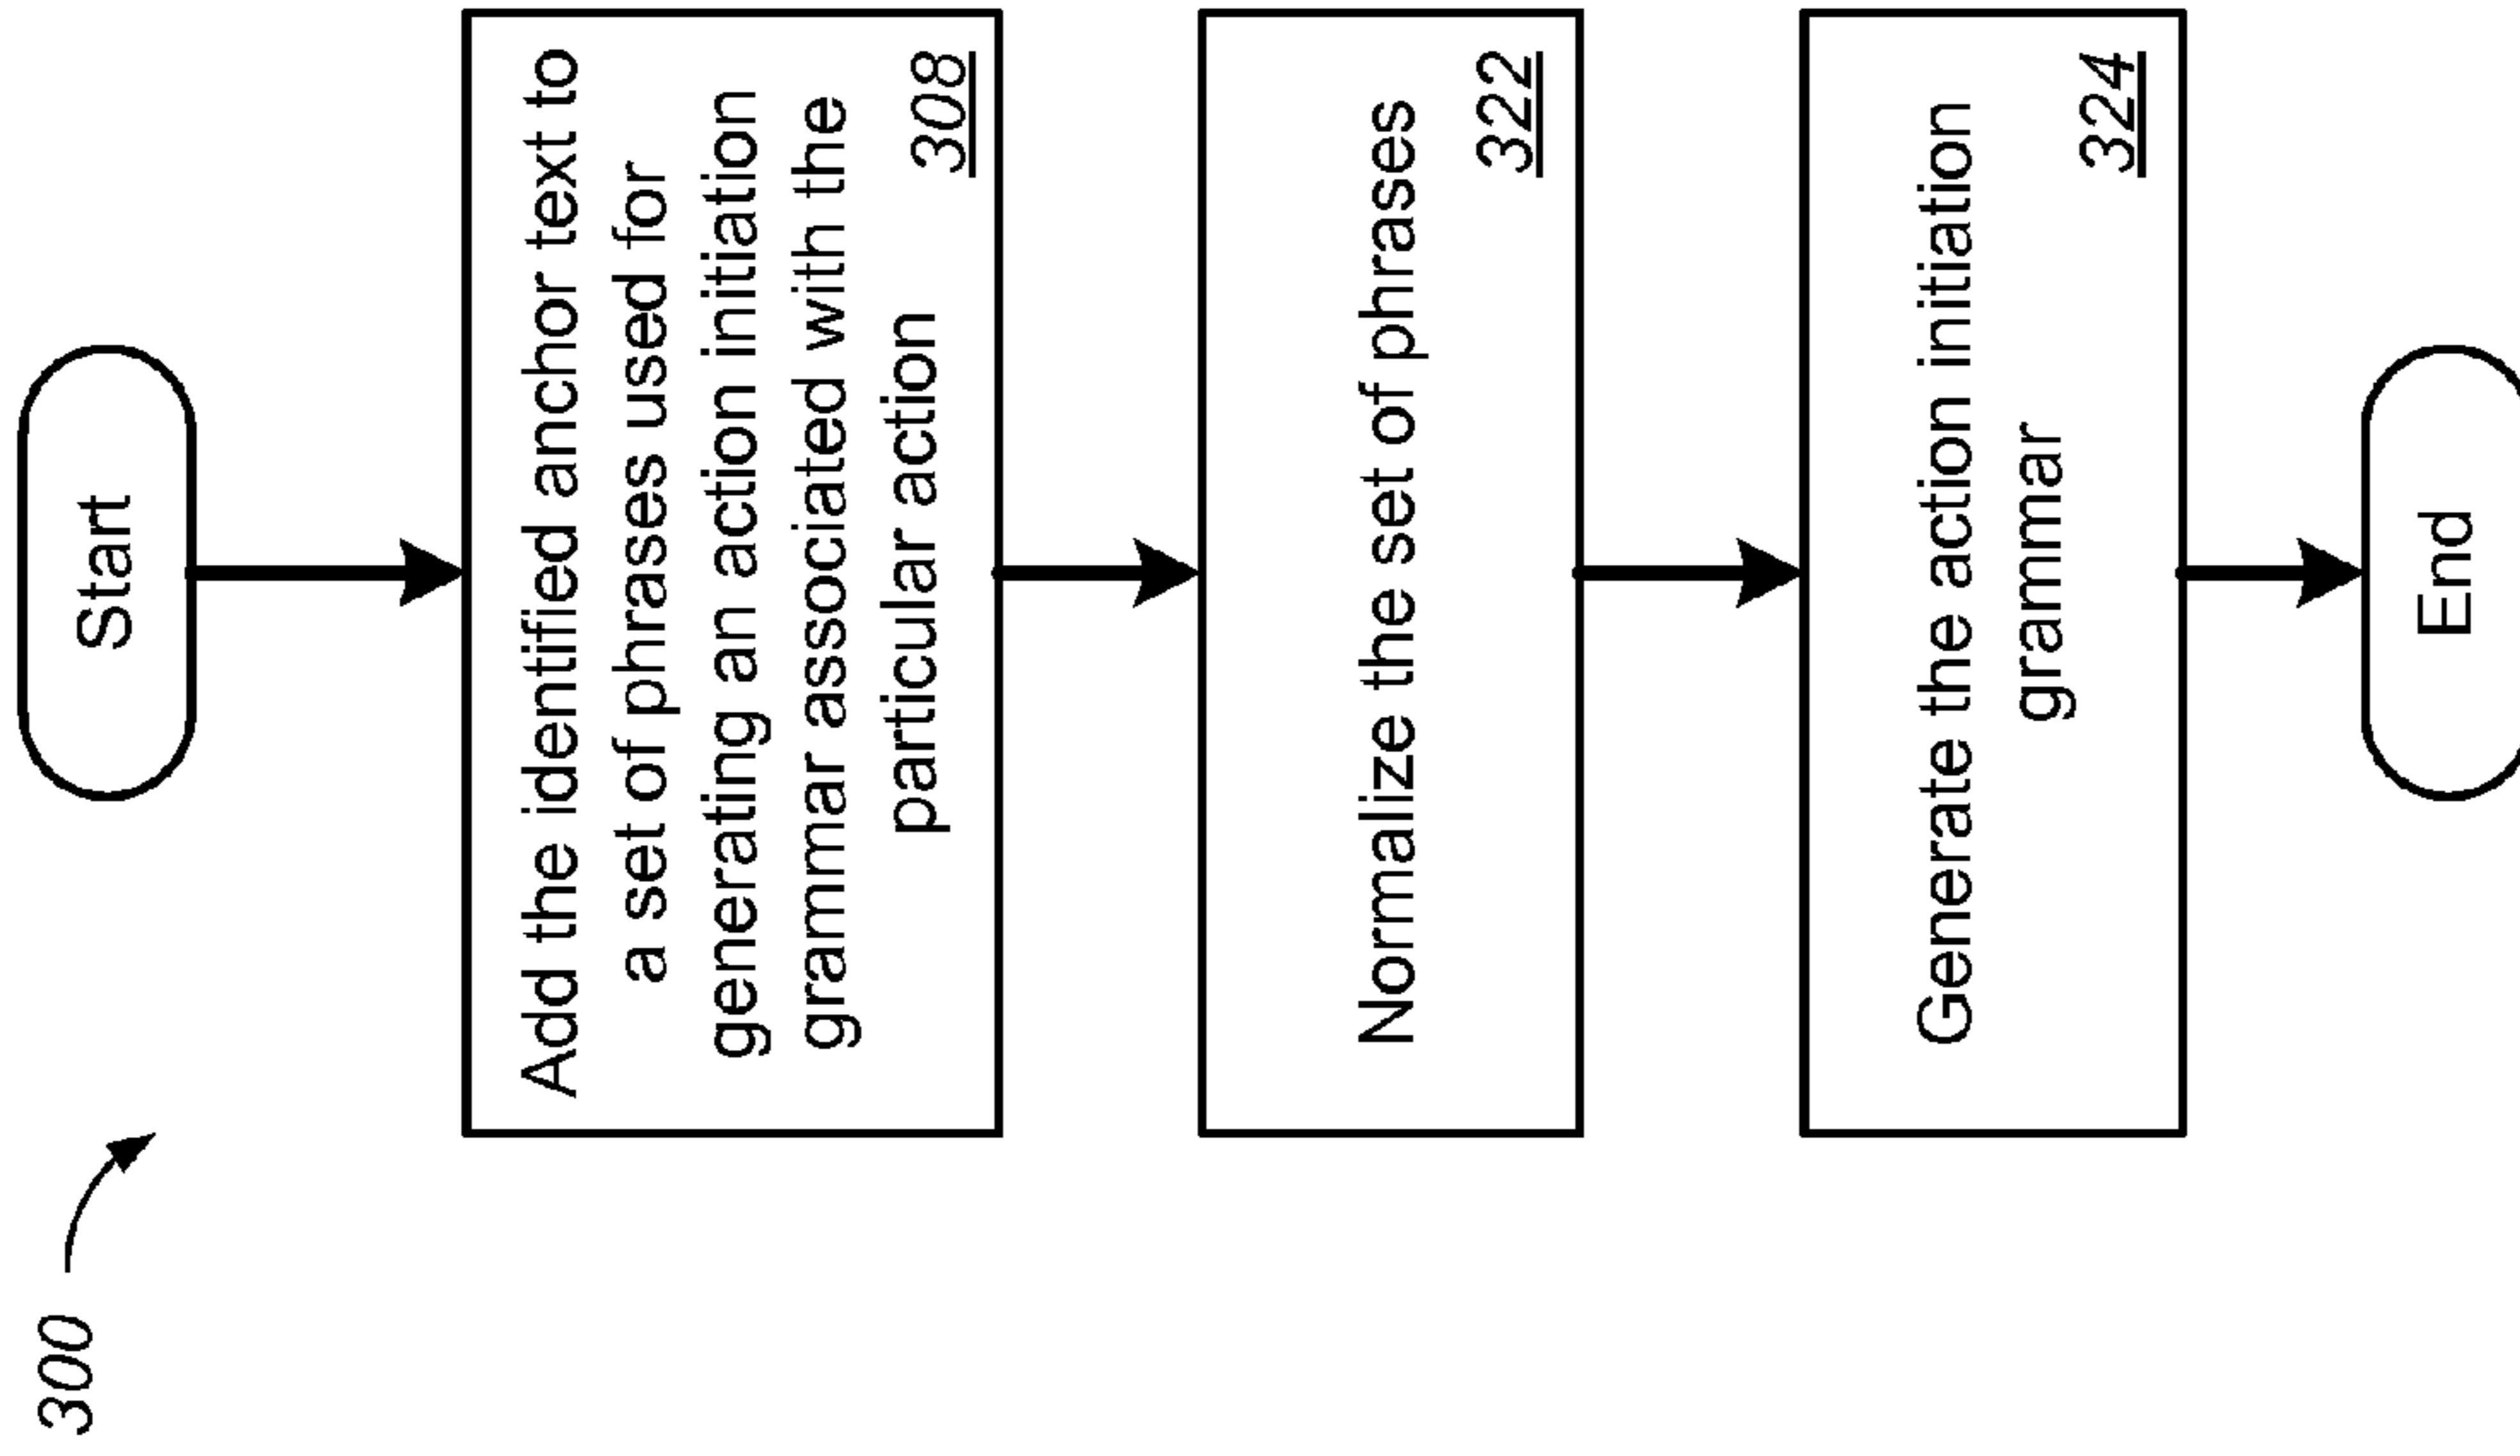 300
Start
Add the identified anchor text to
a set of phrases used for
generating an action initiation
grammar associated with the
particular action
308
Normalize the set of phrases
322
Generate the action initiation
grammar
324
End